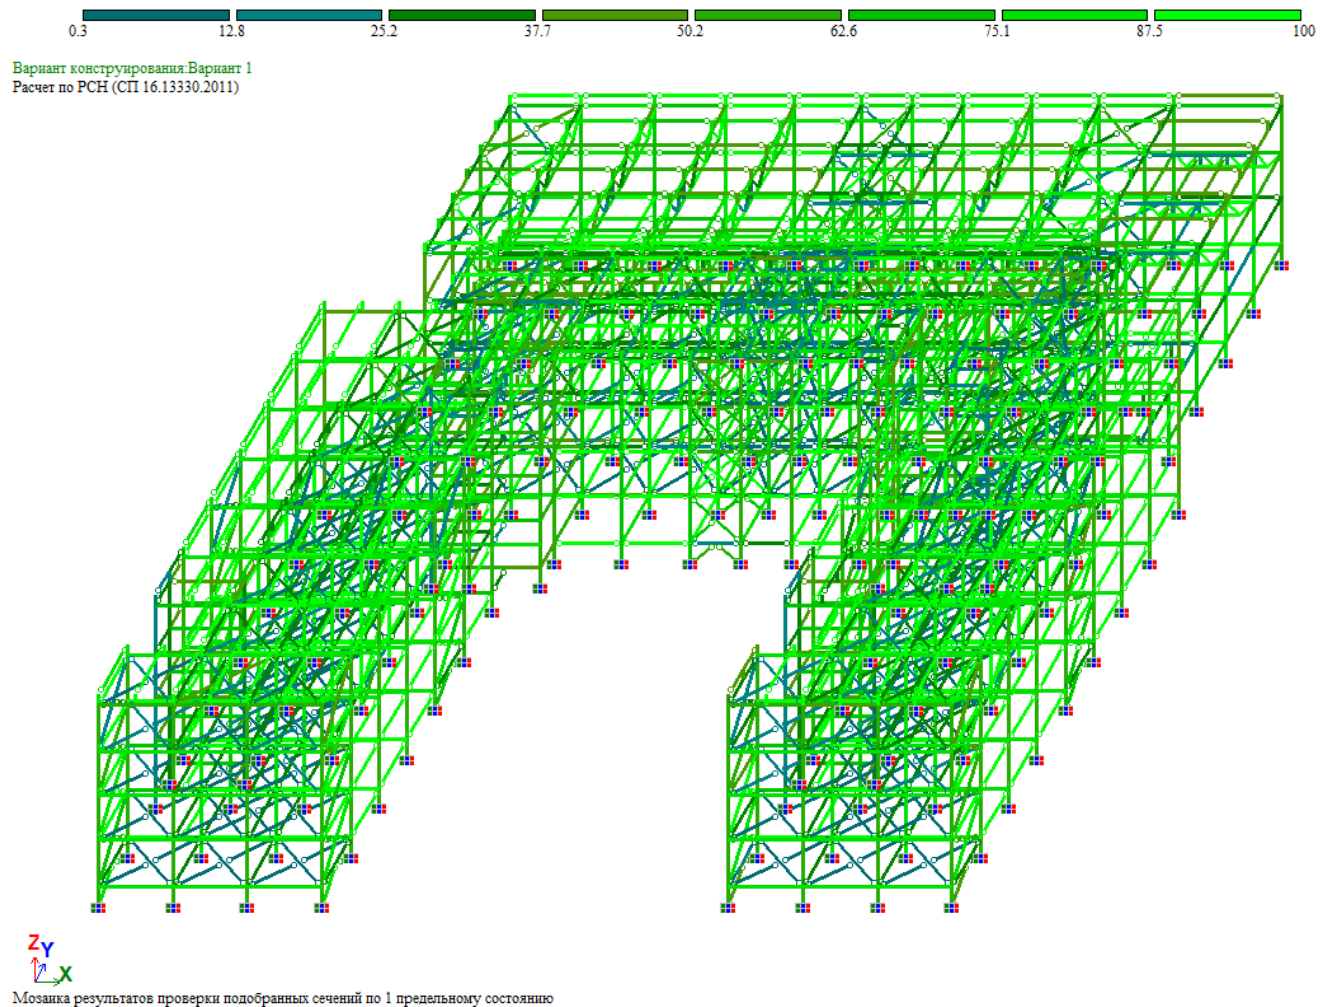 0.3 12.8 25.2 37.7 50.2 62.6 75.1 87.5 100
Вариант конструирования:Вариант 1
Расчет по РСН (СП 16.13330.2011)
Z
Y
X
Мозаика результатов проверки подобранных сечений по 1 предельному состоянию